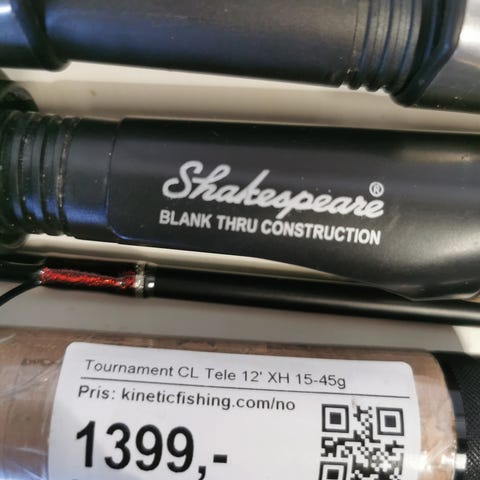 Shakespeare®
BLANK THRU CONSTRUCTION
Tournament CL Tele 12' XH 15-45g
Pris: kineticfishing.com/no
1399,-